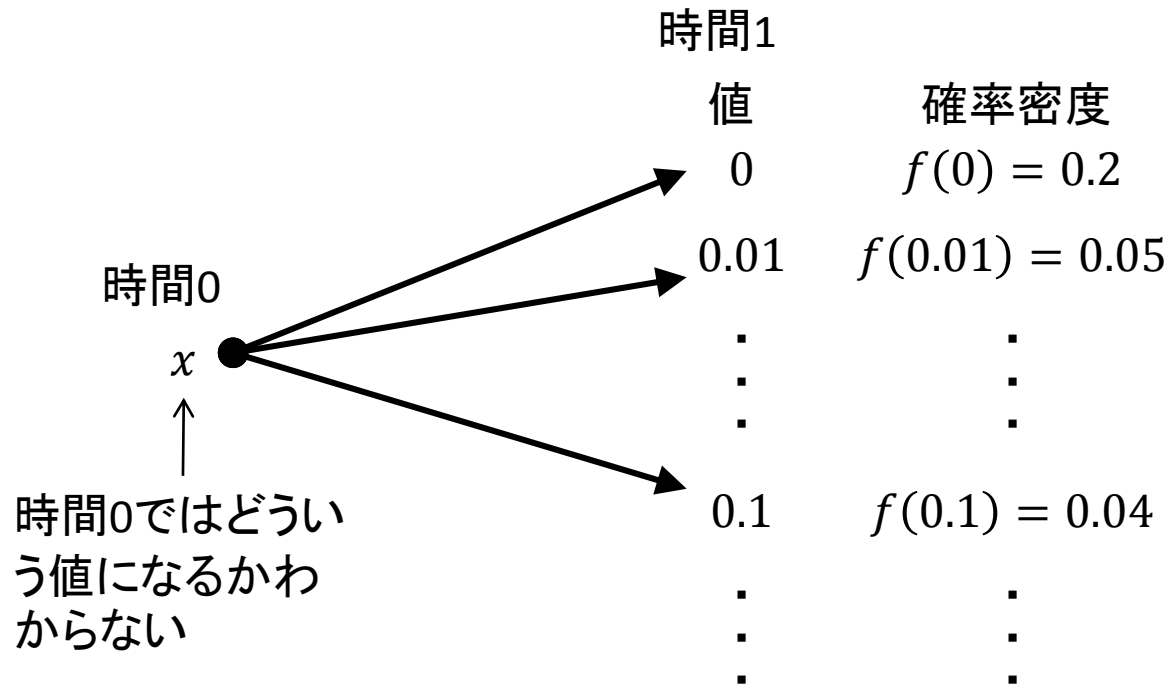 時間1
値 確率密度
0 f(0) = 0.2
0.01 f(0.01) = 0.05
時間0
x
時間0ではどうい
う値になるかわ
からない
0.1 f(0.1) = 0.04